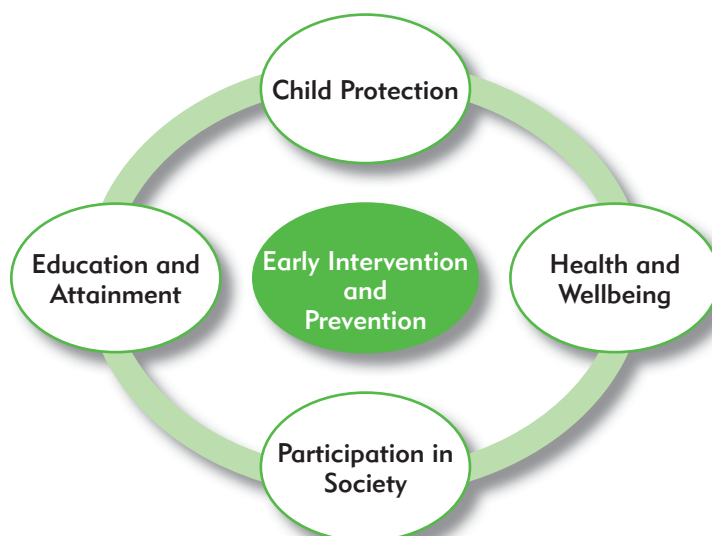 Child Protection
Education and
Attainment
Early Intervention
and
Prevention
Health and
Wellbeing
Participation in
Society